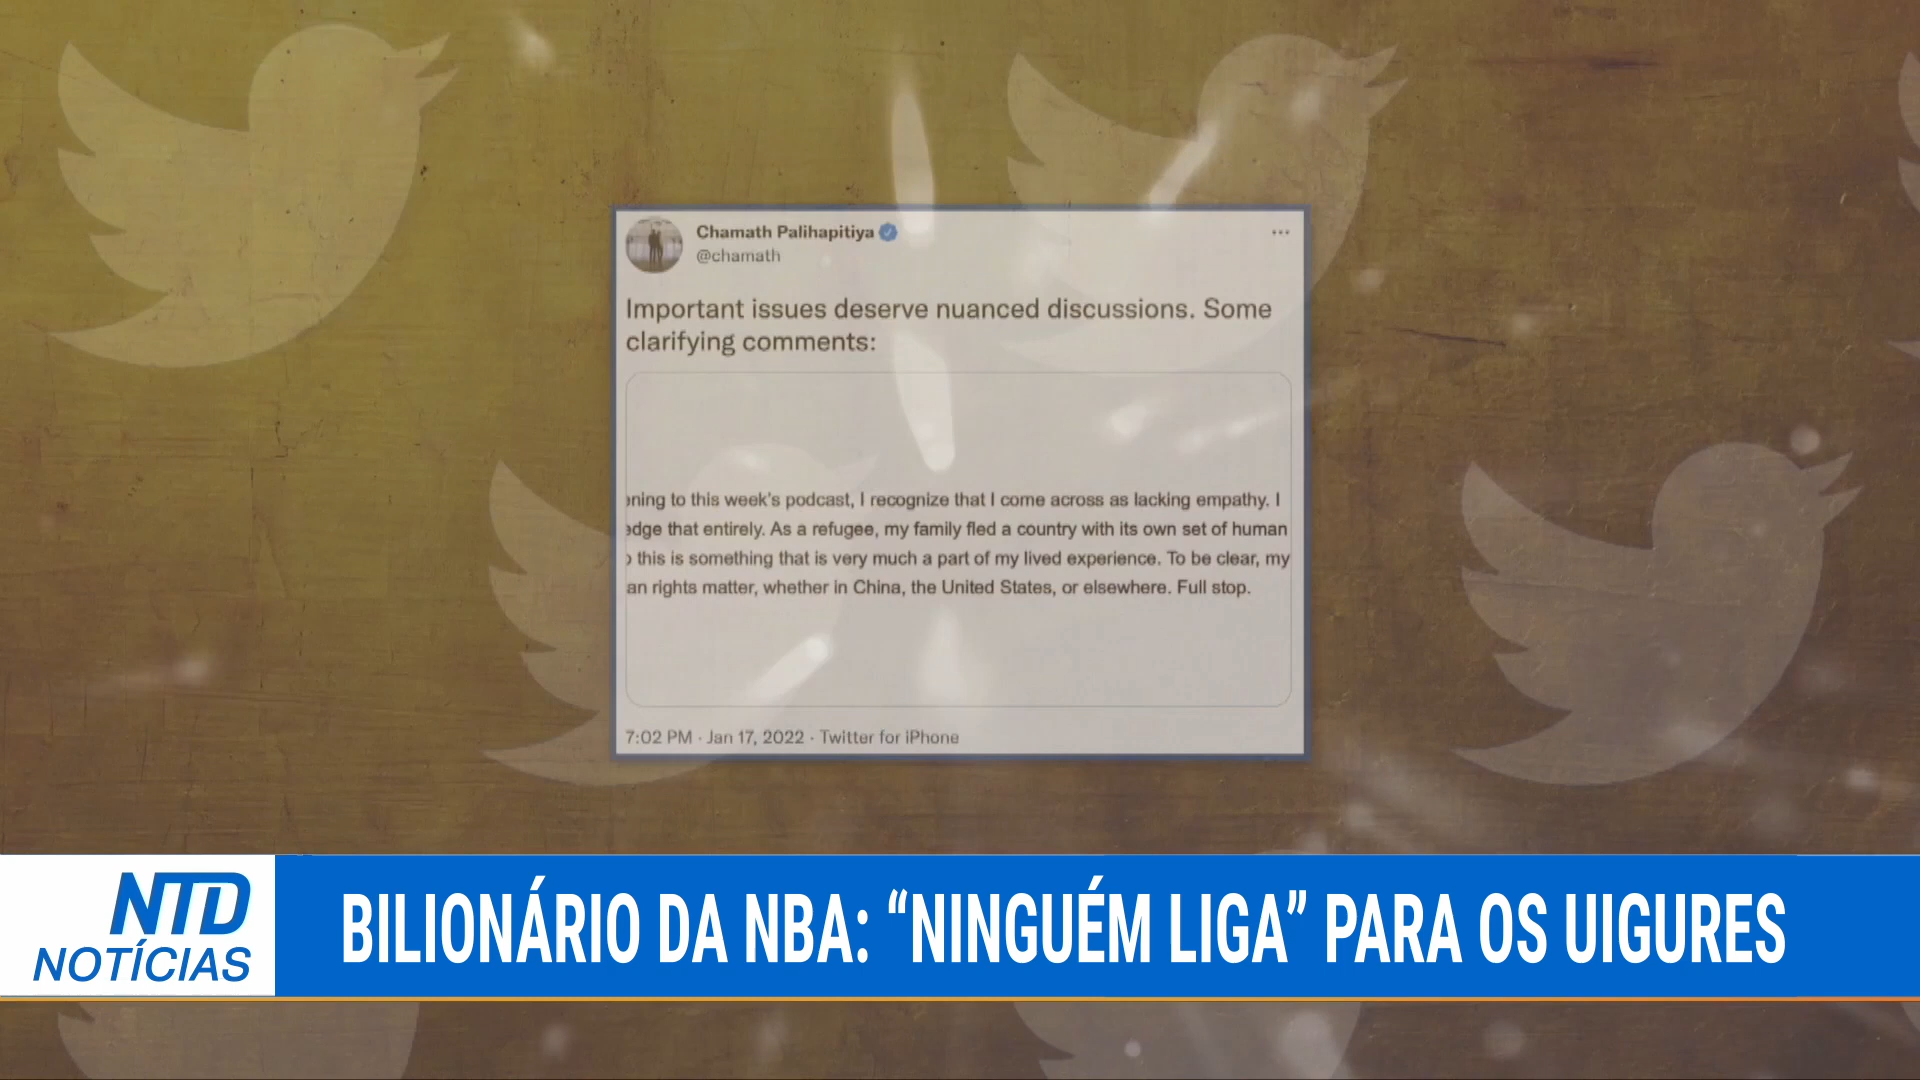 Chamath Palihapitiya
@chamath
Important issues deserve nuanced discussions. Some
clarifying comments:
to this week's podcast, I recognize that I come across as lacking empathy. I
that entirely. As a refugee, my family fled a country with its own set of human
this is something that is very much a part of my lived experience. To be clear, my
rights matter, whether in China, the United States, or elsewhere. Full stop.
7:02 PM · Jan 17, 2022 · Twitter for iPhone
NTD
NOTÍCIAS
BILIONÁRIO DA NBA: “NINGUÉM LIGA” PARA OS UIGURES